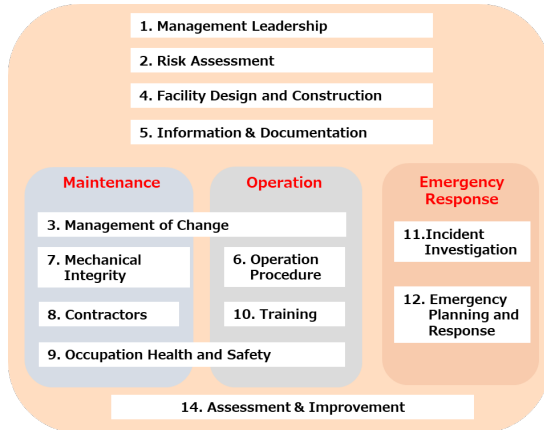 1. Management Leadership
2. Risk Assessment
4. Facility Design and Construction
5. Information & Documentation
Maintenance
Operation
Emergency
Response
3. Management of Change
7. Mechanical
Integrity
6. Operation
Procedure
11.Incident
Investigation
8. Contractors
10. Training
12. Emergency
Planning and
Response
9. Occupation Health and Safety
14. Assessment & Improvement